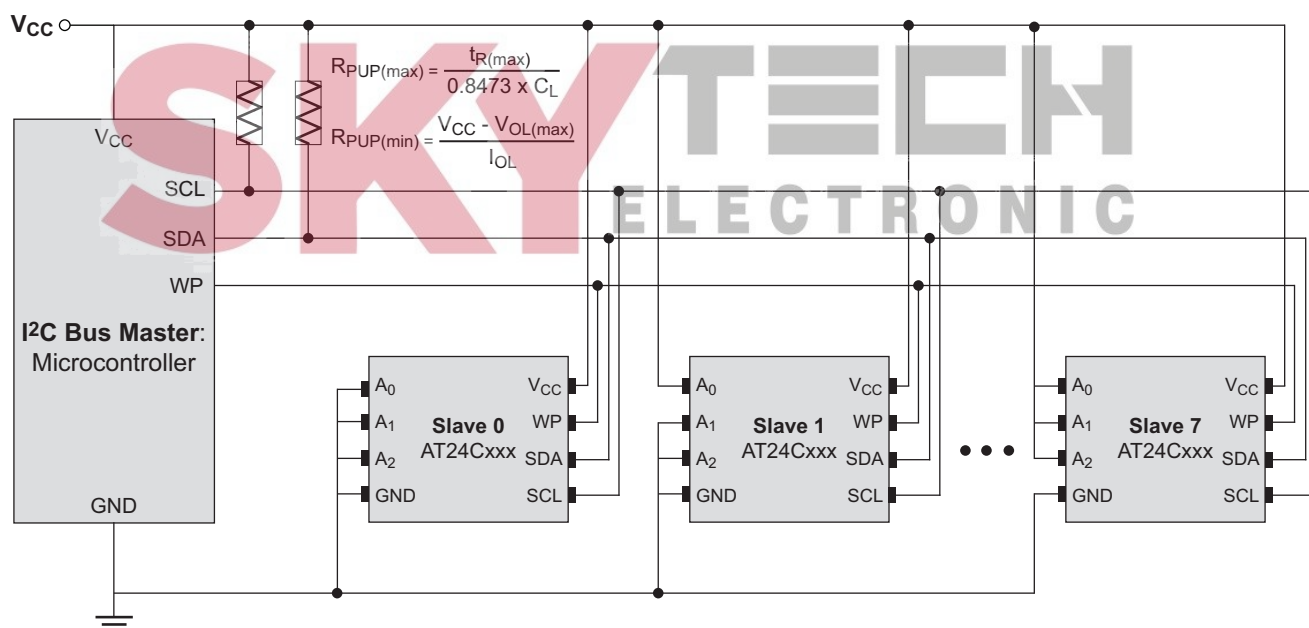 VCC
RPUP(max) = tR(max) / 0.8473 x CL
RPUP(min) = VCC - VOL(max) / IOL
SKYTECH
ELECTRONIC
VCC
SCL
SDA
WP
I²C Bus Master:
Microcontroller
GND
A0
A1
A2
GND
Slave 0
AT24Cxxx
VCC
WP
SDA
SCL
A0
A1
A2
GND
Slave 1
AT24Cxxx
VCC
WP
SDA
SCL
A0
A1
A2
GND
Slave 7
AT24Cxxx
VCC
WP
SDA
SCL